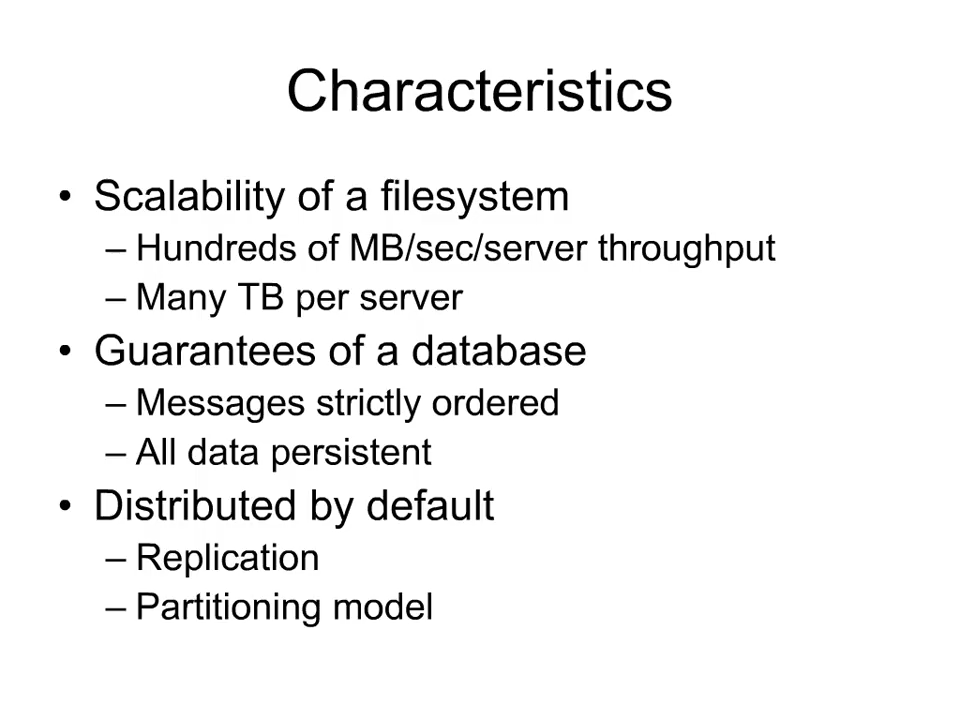 Characteristics
• Scalability of a filesystem
– Hundreds of MB/sec/server throughput
– Many TB per server
• Guarantees of a database
– Messages strictly ordered
– All data persistent
• Distributed by default
– Replication
– Partitioning model